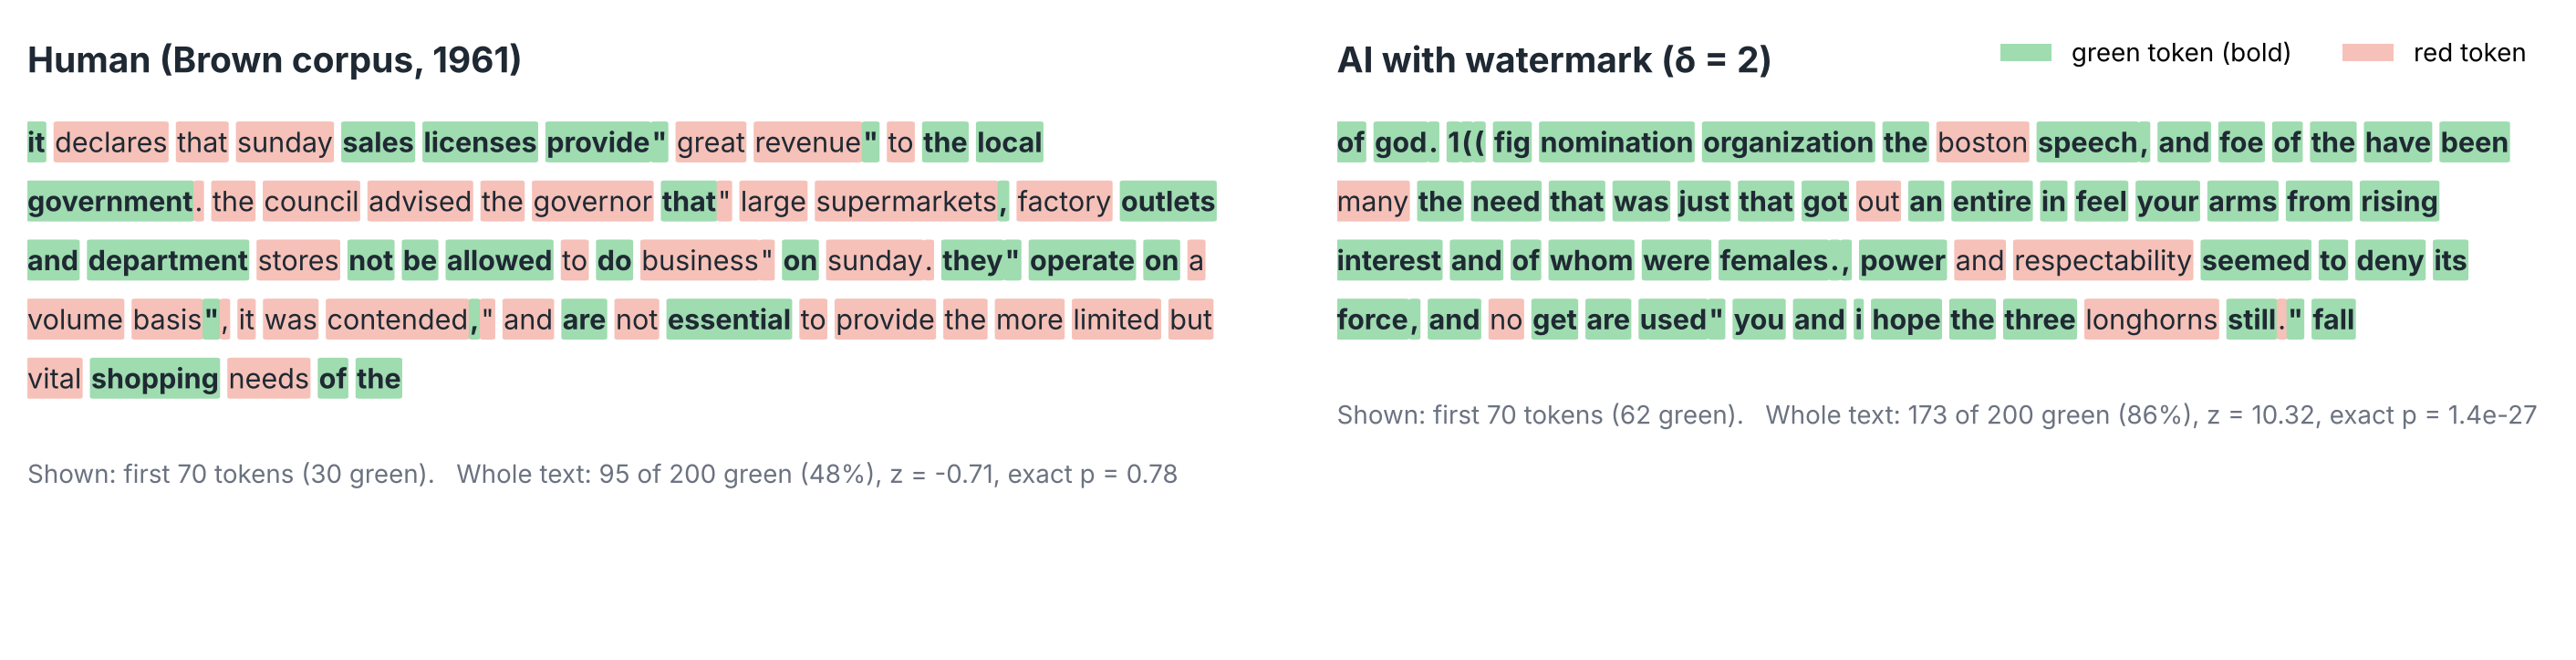 Human (Brown corpus, 1961)
it declares that sunday sales licenses provide" great revenue" to the local
government. the council advised the governor that" large supermarkets, factory outlets
and department stores not be allowed to do business" on sunday. they" operate on a
volume basis", it was contended," and are not essential to provide the more limited but
vital shopping needs of the
Shown: first 70 tokens (30 green). Whole text: 95 of 200 green (48%), z = -0.71, exact p = 0.78
AI with watermark (δ = 2)
green token (bold)
red token
of god. 1(( fig nomination organization the boston speech, and foe of the have been
many the need that was just that got out an entire in feel your arms from rising
interest and of whom were females., power and respectability seemed to deny its
force, and no get are used" you and i hope the three longhorns still." fall
Shown: first 70 tokens (62 green). Whole text: 173 of 200 green (86%), z = 10.32, exact p = 1.4e-27